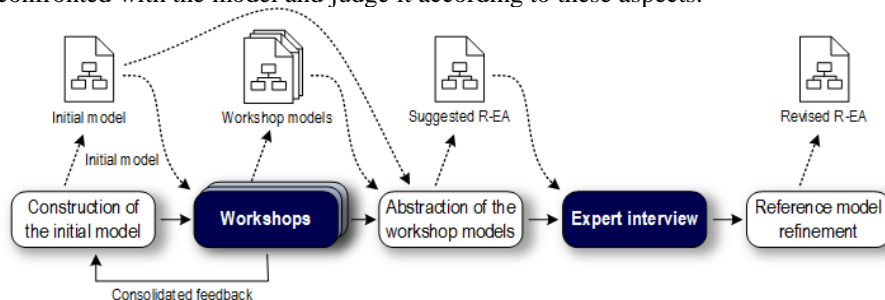 confronted with the model and judge it according to these aspects.
Initial model
Workshop models
Suggested R-EA
Revised R-EA
Initial model
Construction of
the initial model
Workshops
Abstraction of the
workshop models
Expert interview
Reference model
refinement
Consolidated feedback